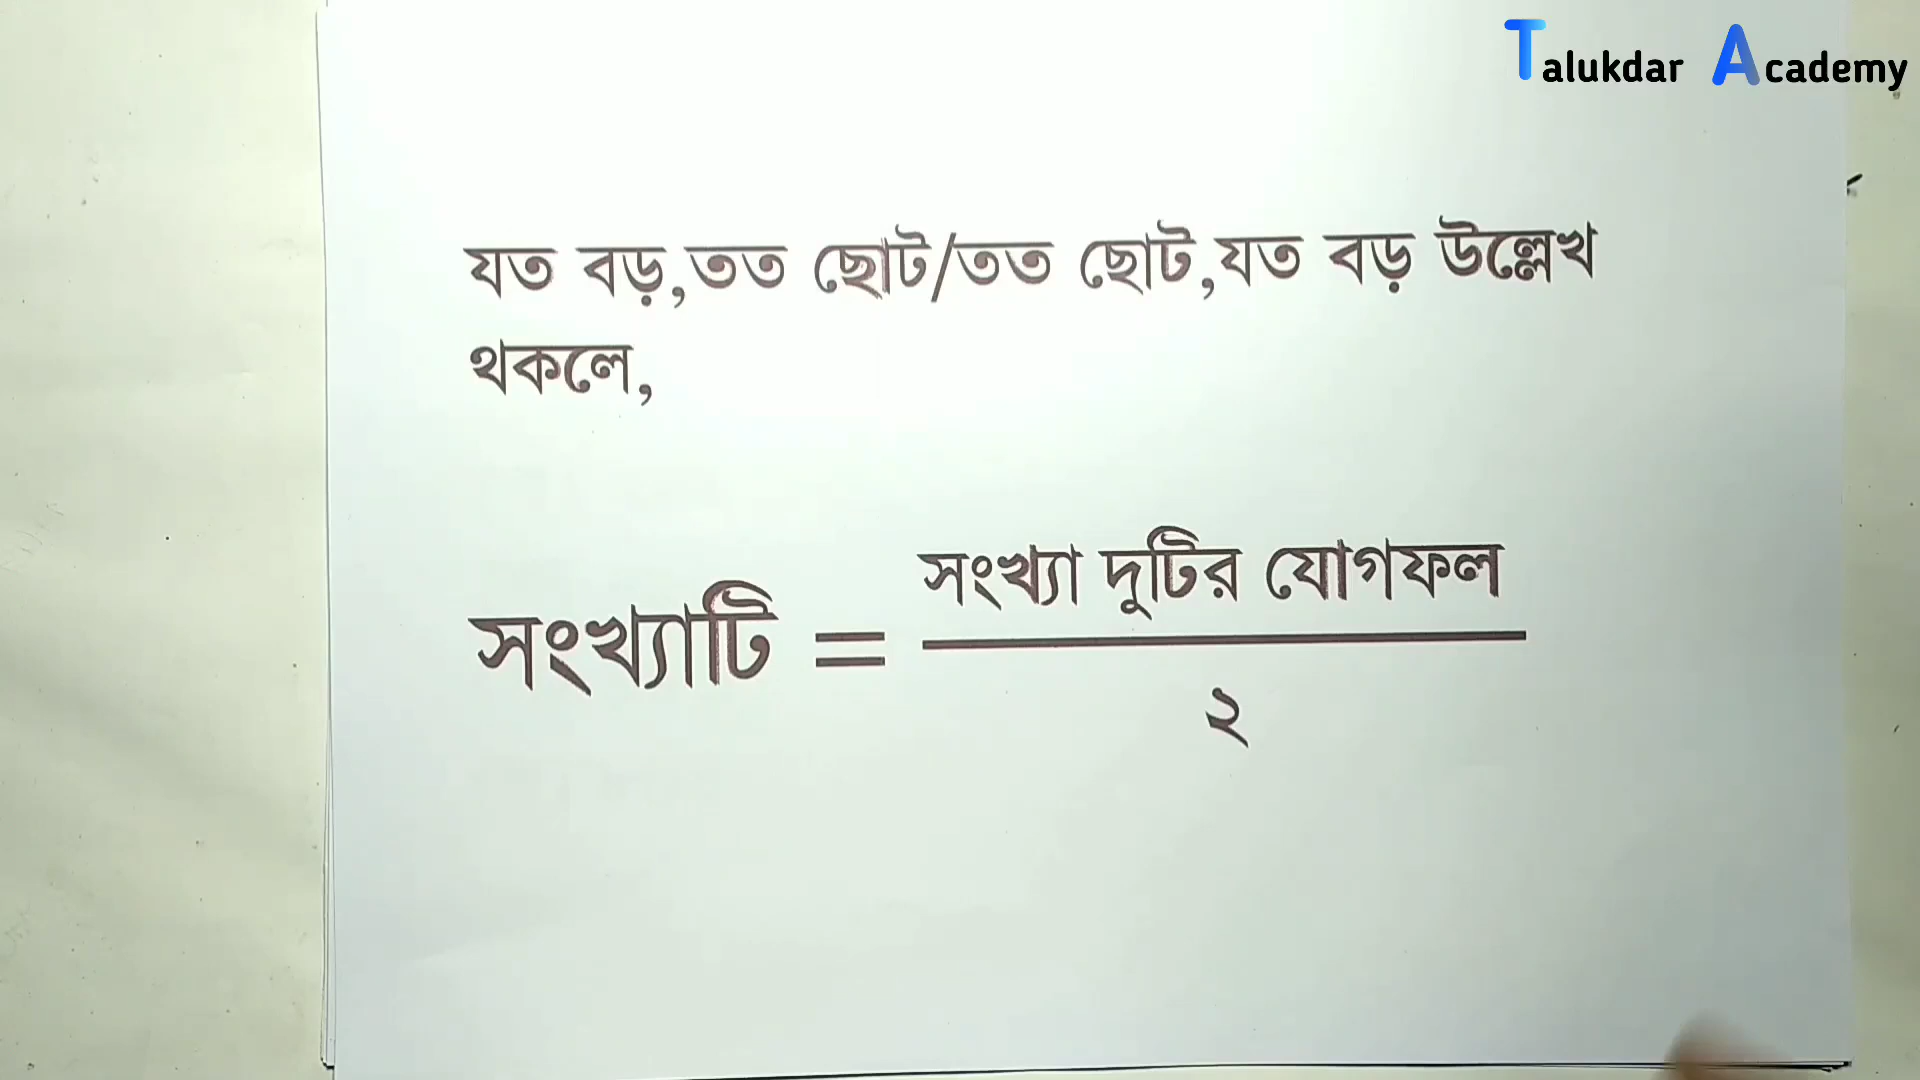 Talukdar Academy
যত বড়,তত ছোট/তত ছোট,যত বড় উল্লেখ
থকলে,
সংখ্যাটি = সংখ্যা দুটির যোগফল
২